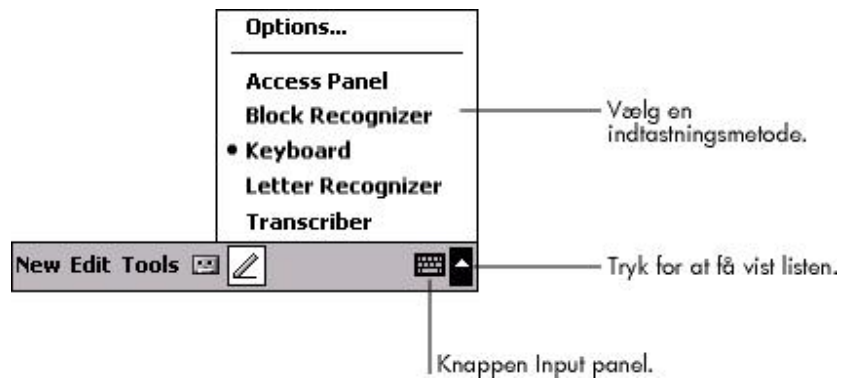 Options...
Access Panel
Block Recognizer
Vælg en
indtastningsmetode.
• Keyboard
Letter Recognizer
Transcriber
New Edit Tools
Tryk for at få vist listen.
Knappen Input panel.